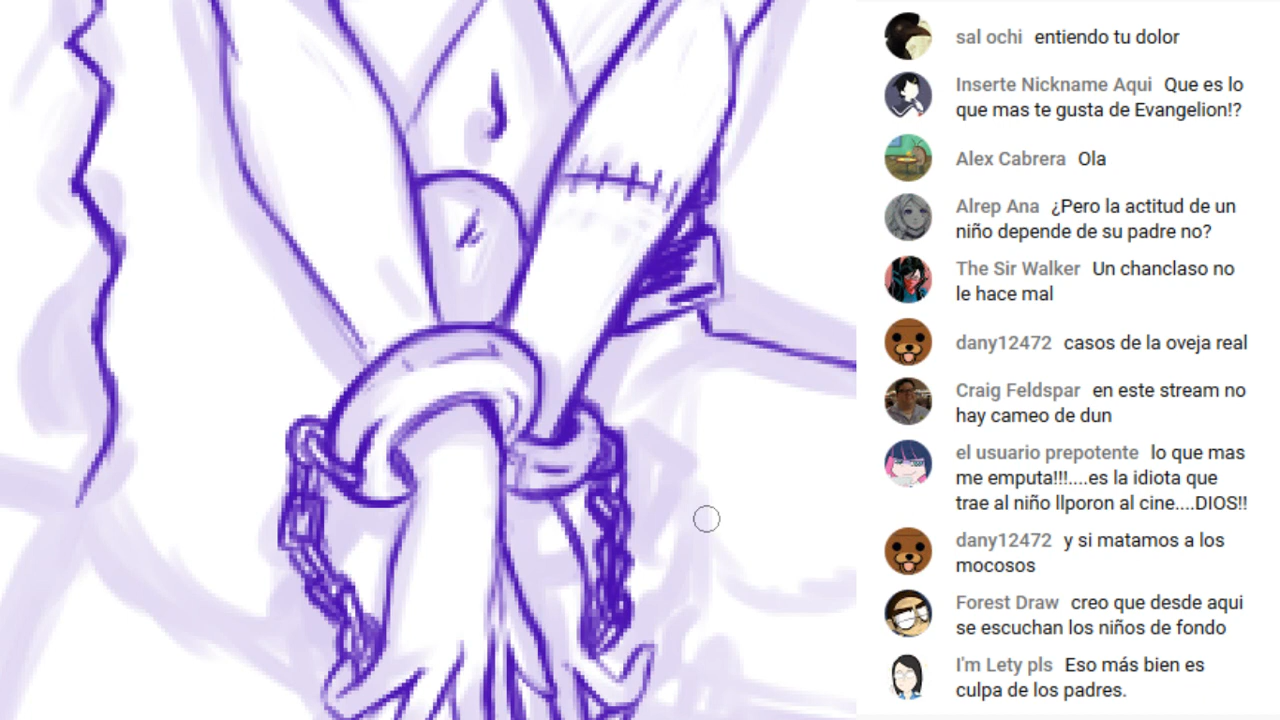 sal ochi entiendo tu dolor
Inserte Nickname Aqui Que es lo
que mas te gusta de Evangelion!?
Alex Cabrera Ola
Alrep Ana ¿Pero la actitud de un
niño depende de su padre no?
The Sir Walker Un chanclaso no
le hace mal
dany12472 casos de la oveja real
Craig Feldspar en este stream no
hay cameo de dun
el usuario prepotente lo que mas
me emputa!!!....es la idiota que
trae al niño llporon al cine....DIOS!!
dany12472 y si matamos a los
mocosos
Forest Draw creo que desde aqui
se escuchan los niños de fondo
I'm Lety pls Eso más bien es
culpa de los padres.